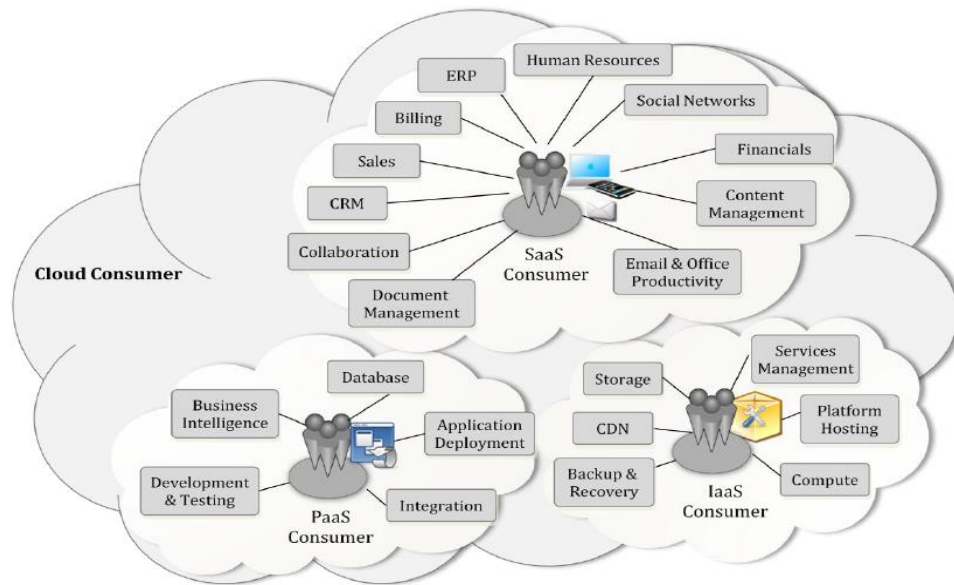 Human Resources
ERP
Social Networks
Billing
Financials
Sales
Content
Management
CRM
Collaboration
SaaS
Consumer
Email & Office
Productivity
Document
Management
Cloud Consumer
Database
Business
Intelligence
Application
Deployment
Development
& Testing
Integration
PaaS
Consumer
Services
Management
Storage
Platform
Hosting
CDN
Backup &
Recovery
Compute
IaaS
Consumer